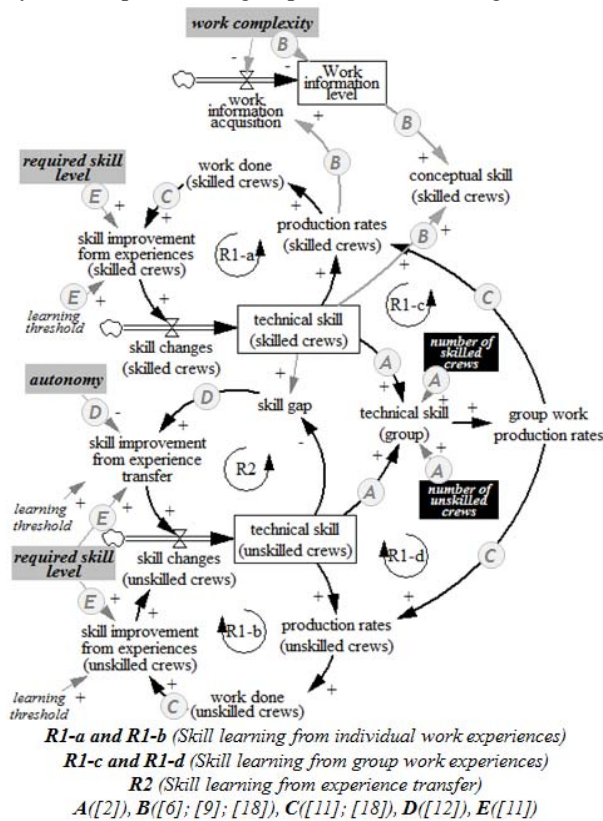 work complexity
B
-
-
Work
information
level
work
information
acquisition
+
B
B
+
required skill
level
work done
(skilled crews)
conceptual skill
(skilled crews)
E
C
+
+
+
production rates
(skilled crews)
+
B
skill improvement
form experiences
(skilled crews)
R1-a
+
+
R1-c
C
E
+
learning
threshold
+
technical skill
(skilled crews)
number of
skilled
crews
skill changes
(skilled crews)
A
A
autonomy
+
+
+
D
D
skill gap
technical skill
(group)
+
group work
production rates
-
+
skill improvement
from experience
transfer
R2
-
+
+
A
A
number of
unskilled
crews
+
learning
threshold
+
E
+
technical skill
(unskilled crews)
required skill
level
skill changes
(unskilled crews)
R1-d
C
E
+
+
+
+
skill improvement
from experiences
(unskilled crews)
R1-b
production rates
(unskilled crews)
+
learning
threshold
+
C
work done
(unskilled crews)
+
R1-a and R1-b (Skill learning from individual work experiences)
R1-c and R1-d (Skill learning from group work experiences)
R2 (Skill learning from experience transfer)
A([2]), B([6]; [9]; [18]), C([11]; [18]), D([12]), E([11])